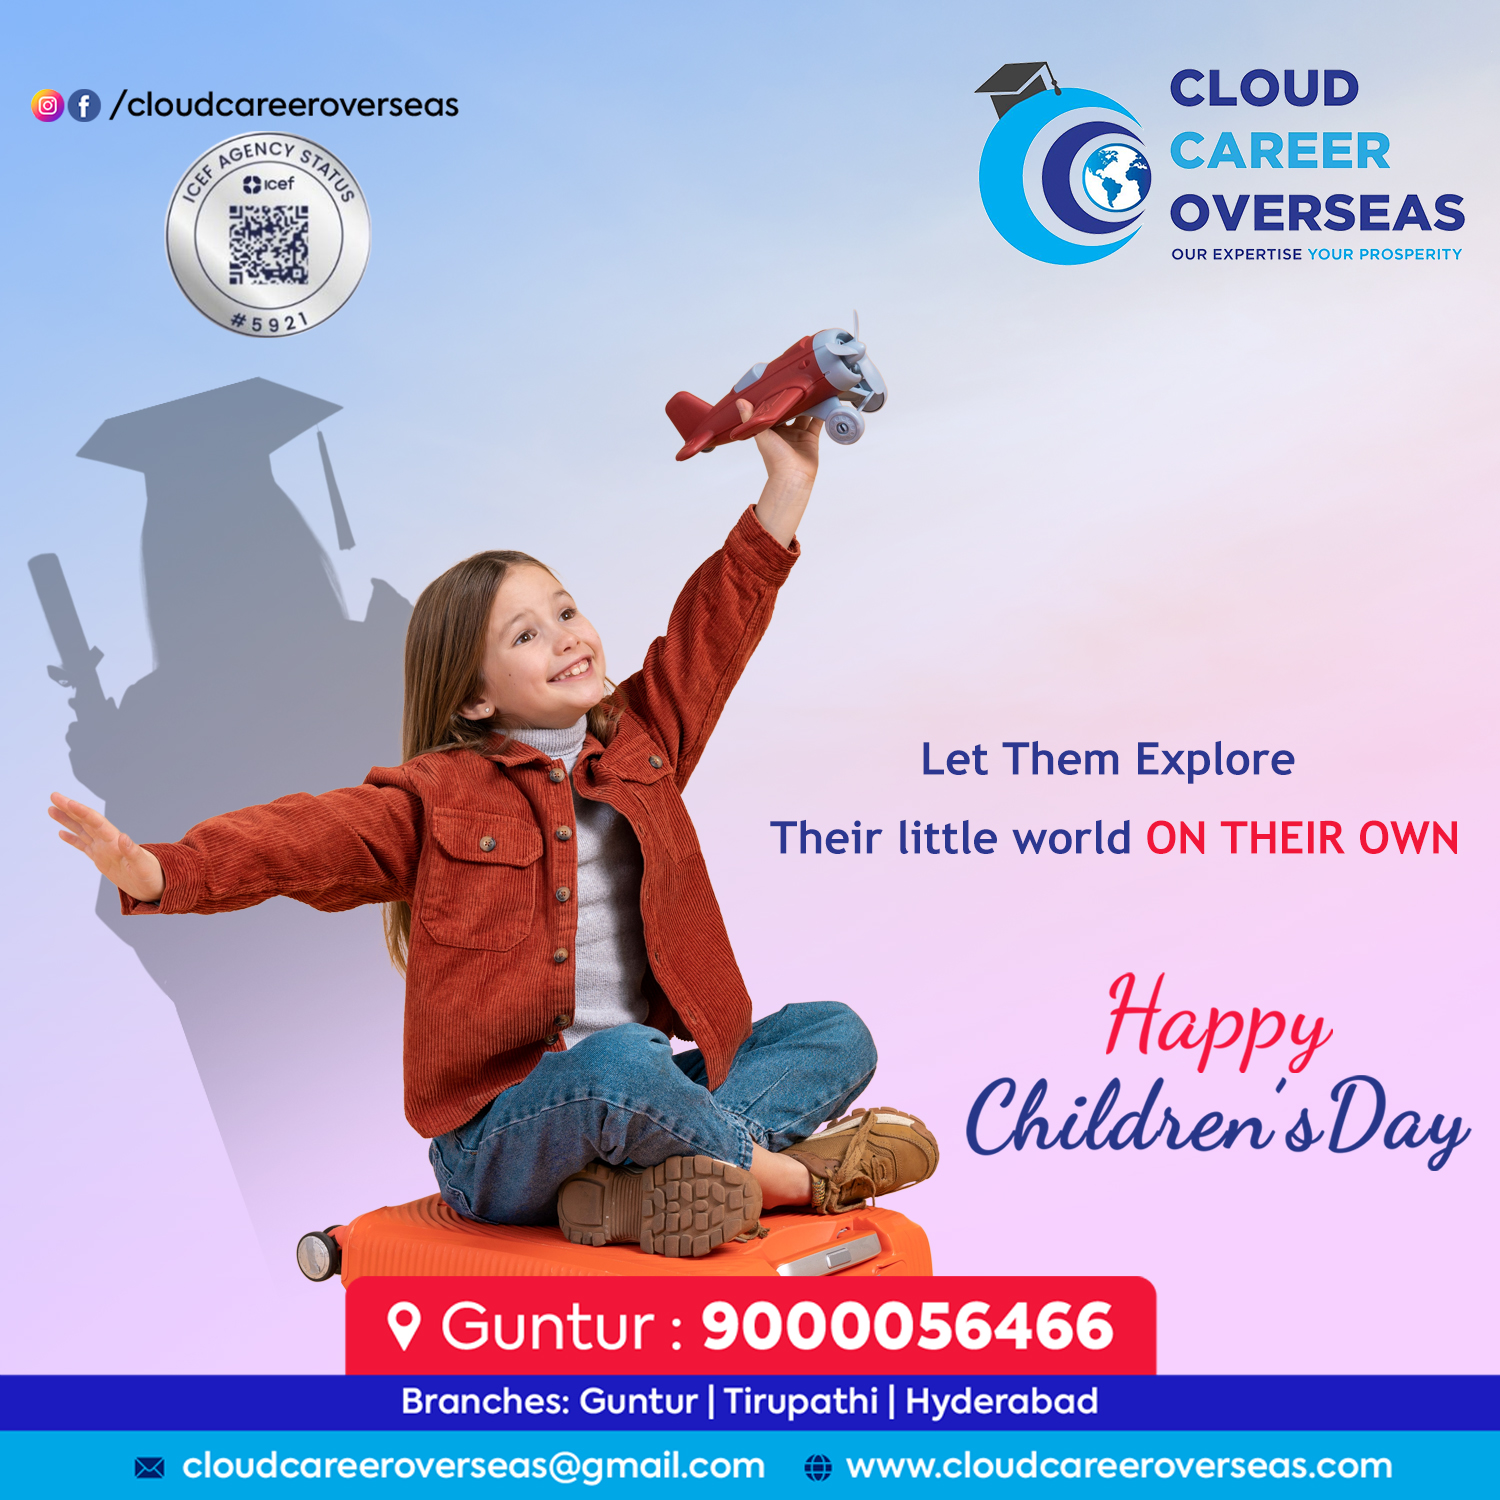 /cloudcareeroverseas
ICEF AGENCY STATUS
icef
#5921
CLOUD
CAREER
OVERSEAS
OUR EXPERTISE YOUR PROSPERITY
Let Them Explore
Their little world ON THEIR OWN
Happy
Children'sDay
Guntur : 9000056466
Branches: Guntur | Tirupathi | Hyderabad
cloudcareeroverseas@gmail.com www.cloudcareeroverseas.com